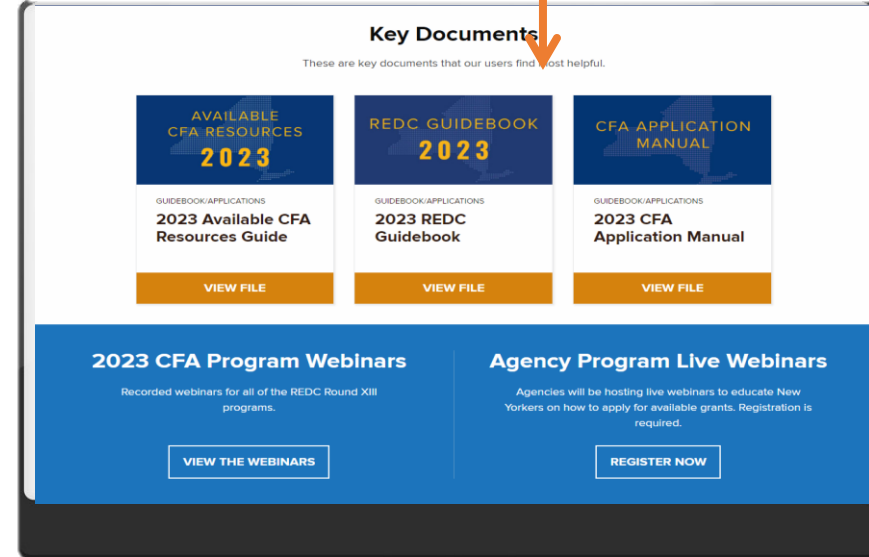 Key Documents
These are key documents that our users find most helpful.
AVAILABLE
CFA RESOURCES
2023
GUIDEBOOK/APPLICATIONS
2023 Available CFA
Resources Guide
VIEW FILE
REDC GUIDEBOOK
2023
GUIDEBOOK/APPLICATIONS
2023 REDC
Guidebook
VIEW FILE
CFA APPLICATION
MANUAL
GUIDEBOOK/APPLICATIONS
2023 CFA
Application Manual
VIEW FILE
2023 CFA Program Webinars
Recorded webinars for all of the REDC Round XIII
programs.
VIEW THE WEBINARS
Agency Program Live Webinars
Agencies will be hosting live webinars to educate New
Yorkers on how to apply for available grants. Registration is
required.
REGISTER NOW